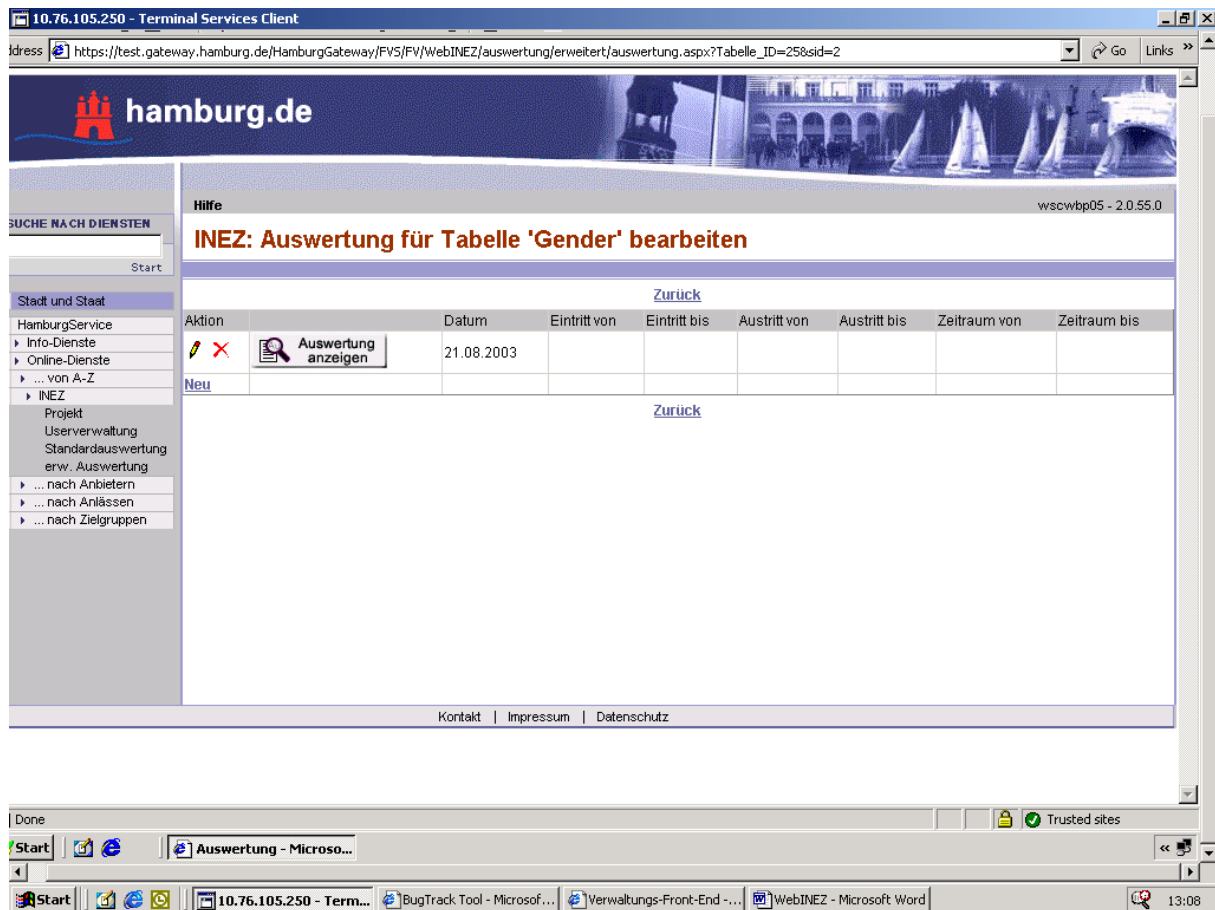 10.76.105.250 - Terminal Services Client
ddress https://test.gateway.hamburg.de/HamburgGateway/FVS/FV/WebINEZ/auswertung/erweitert/auswertung.aspx?Tabelle_ID=25&sid=2 Go Links »
hamburg.de
Hilfe wscwbp05 - 2.0.55.0
SUCHE NACH DIENSTEN
INEZ: Auswertung für Tabelle 'Gender' bearbeiten
Start
Zurück
Stadt und Staat
HamburgService
Info-Dienste
Online-Dienste
... von A-Z
INEZ
Projekt
Userverwaltung
Standardauswertung
erw. Auswertung
... nach Anbietern
... nach Anlässen
... nach Zielgruppen
Aktion Datum Eintritt von Eintritt bis Austritt von Austritt bis Zeitraum von Zeitraum bis
Auswertung
anzeigen
21.08.2003
Neu
Zurück
Kontakt | Impressum | Datenschutz
Done Trusted sites
Start Auswertung - Microso... «
Start 10.76.105.250 - Term... BugTrack Tool - Microsof... Verwaltungs-Front-End -... WebINEZ - Microsoft Word 13:08